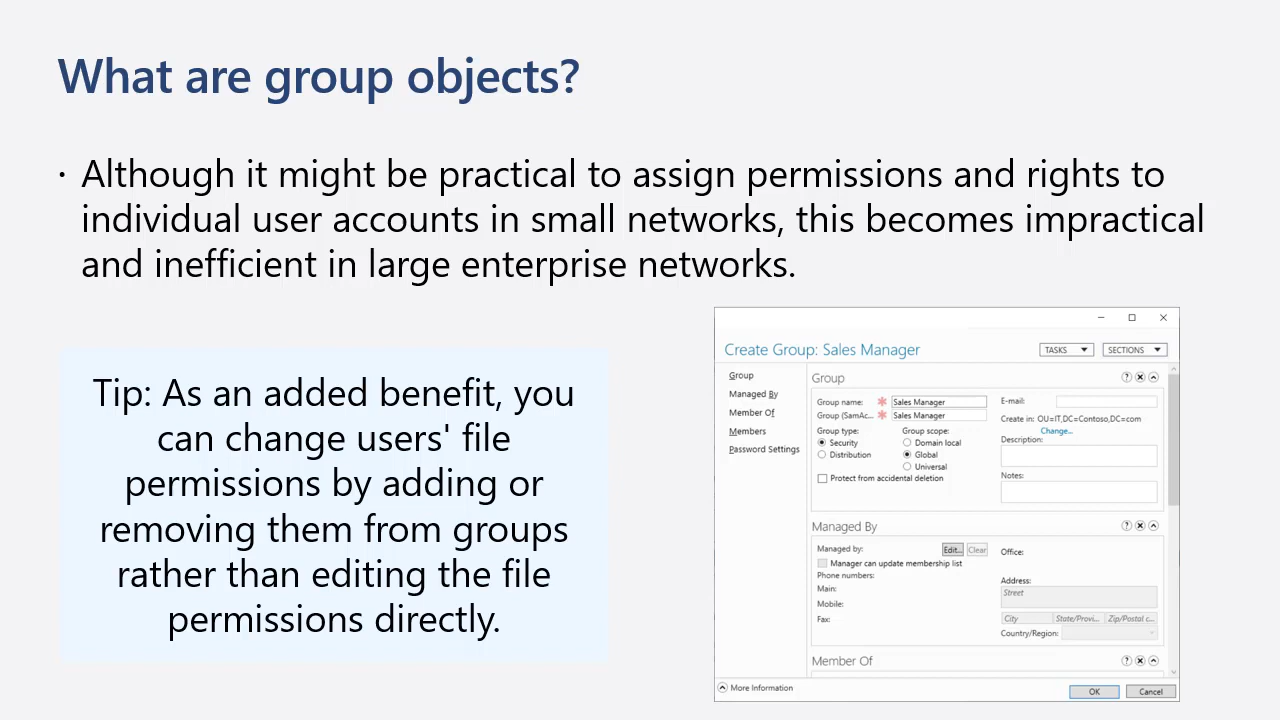 What are group objects?
· Although it might be practical to assign permissions and rights to
individual user accounts in small networks, this becomes impractical
and inefficient in large enterprise networks.
Tip: As an added benefit, you
can change users' file
permissions by adding or
removing them from groups
rather than editing the file
permissions directly.
Create Group: Sales Manager
TASKS
SECTIONS
Group
Managed By
Member Of
Members
Password Settings
Group
Group name: Sales Manager
Group (SamAc... Sales Manager
Group type:
Security
Distribution
Group scope:
Domain local
Global
Universal
Protect from accidental deletion
E-mail:
Create in: OU=IT,DC=Contoso,DC=com
Change...
Description:
Notes:
Managed By
Managed by: Edit... Clear
Manager can update membership list
Phone numbers:
Main:
Mobile:
Fax:
Office:
Address:
Street
City State/Provi... Zip/Postal c...
Country/Region:
Member Of
More Information
OK Cancel